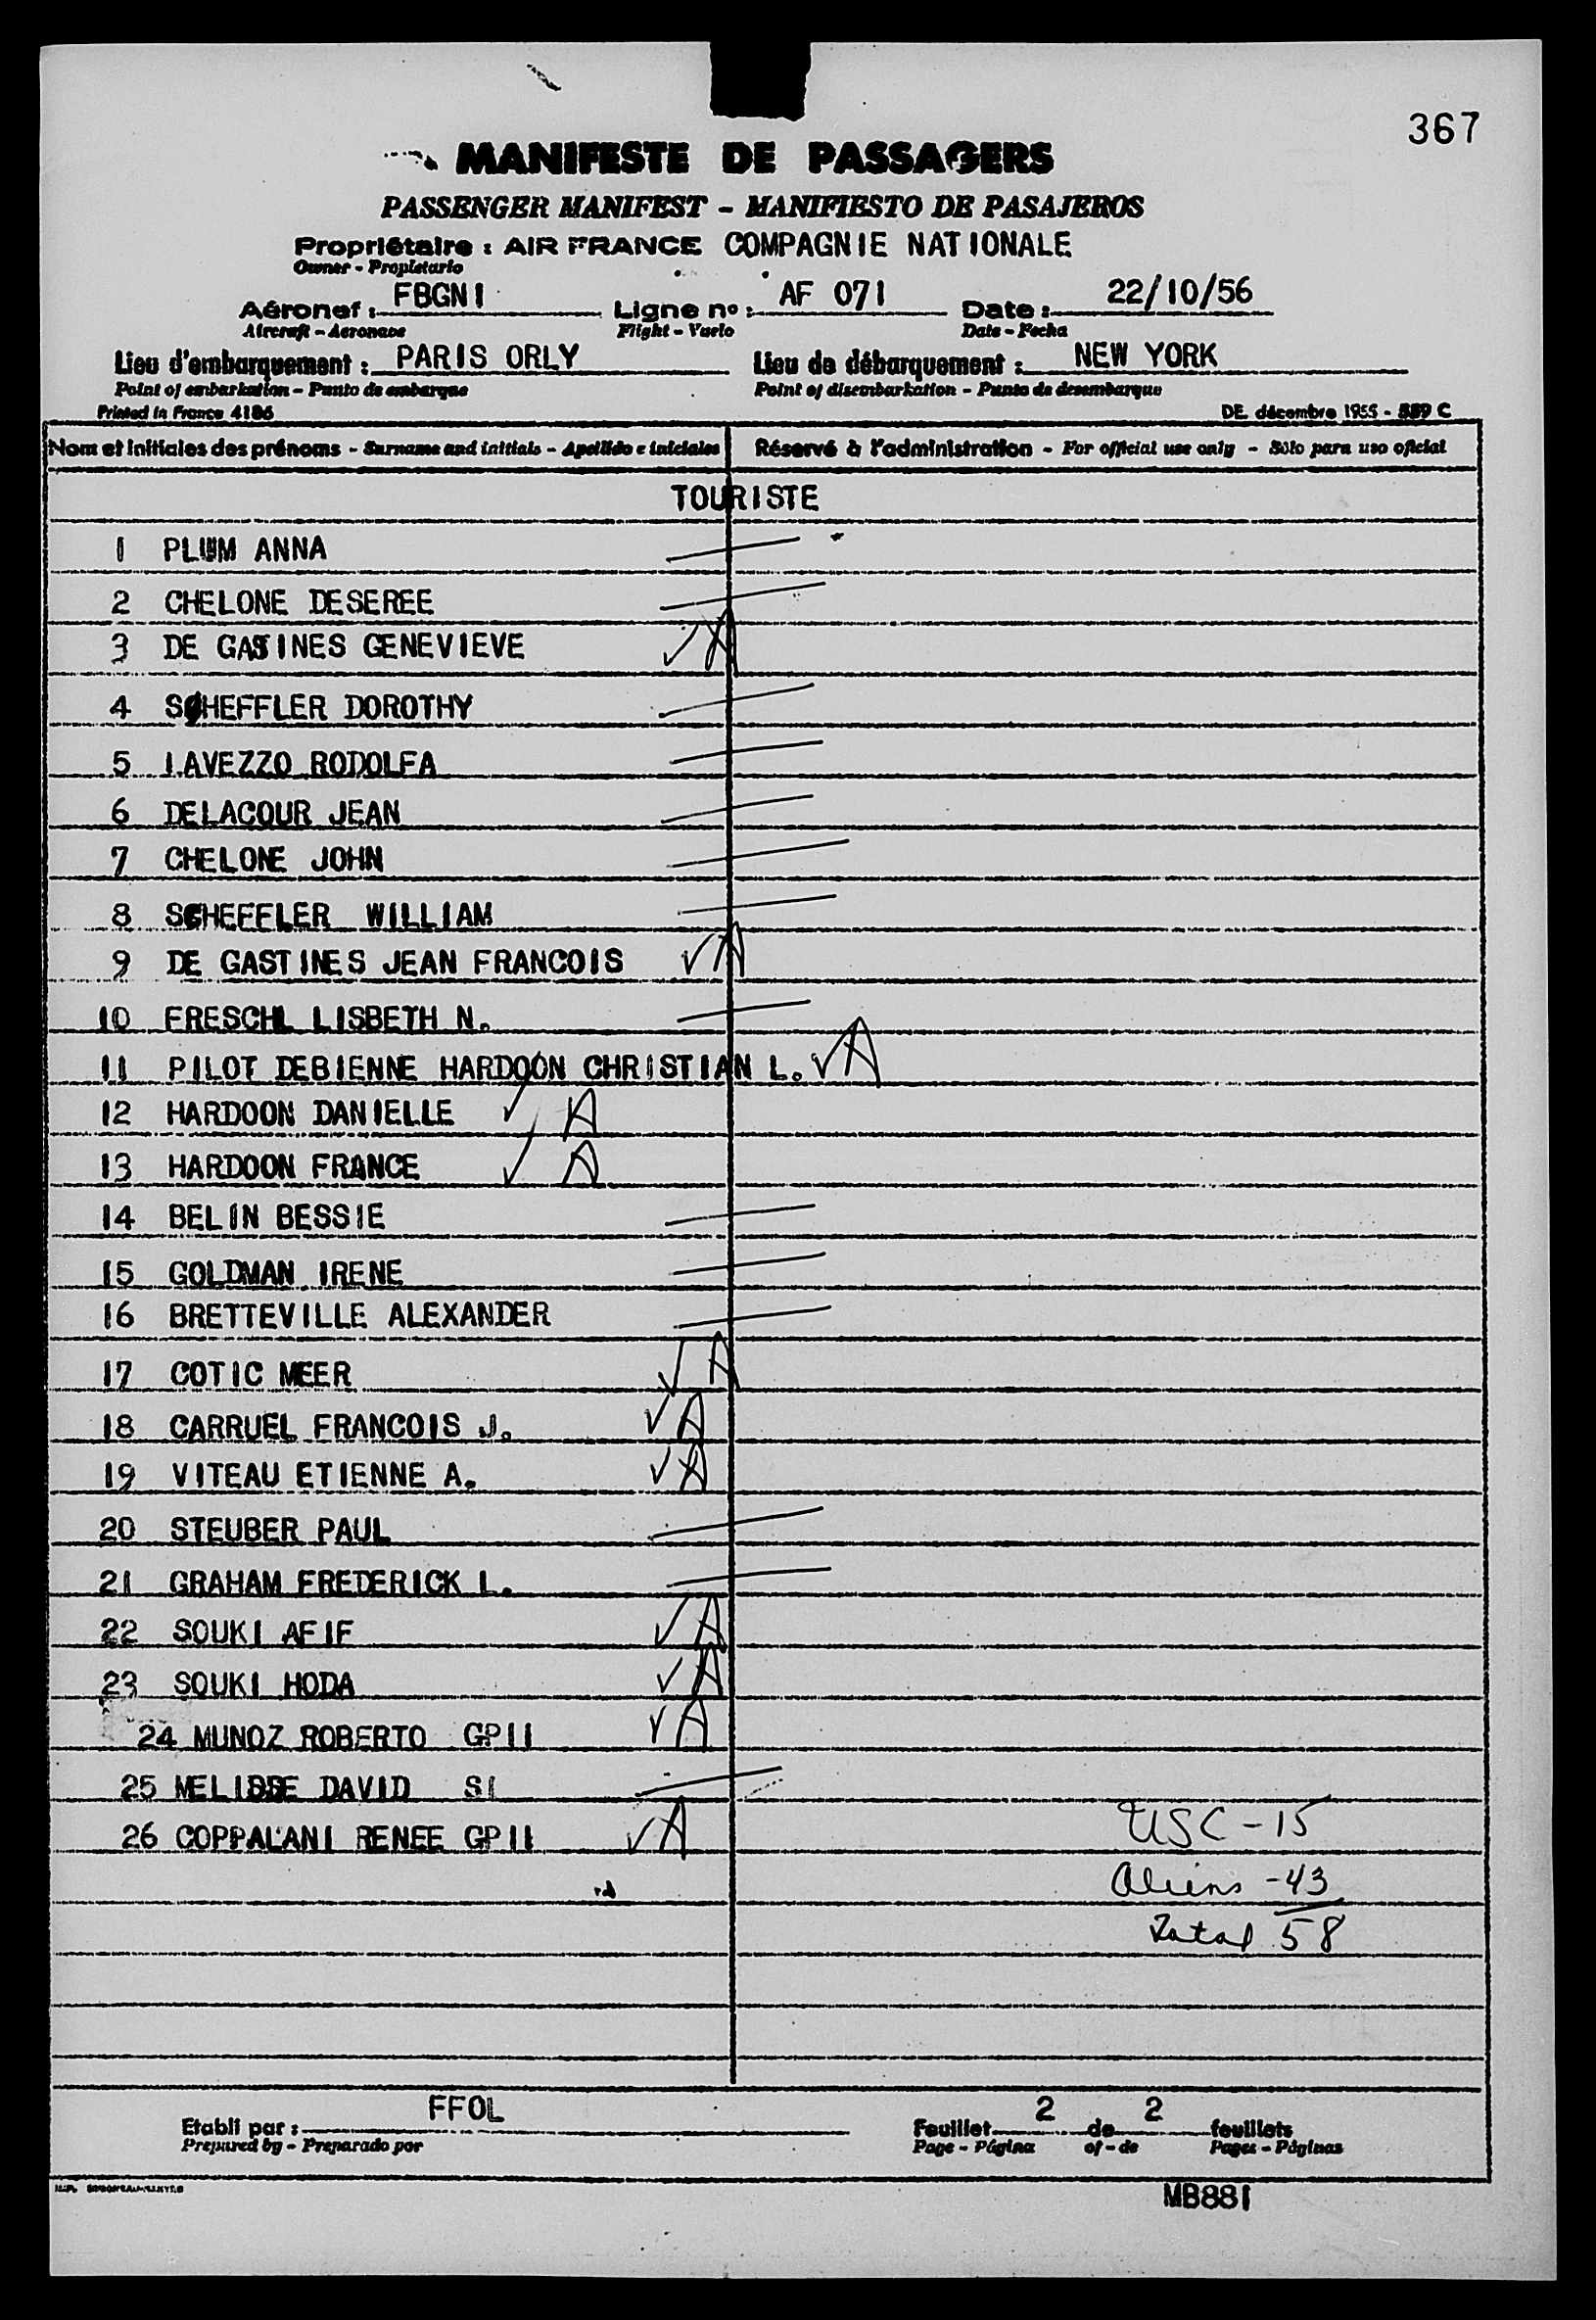 367
MANIFESTE DE PASSAGERS
PASSENGER MANIFEST - MANIFIESTO DE PASAJEROS
Propriétaire : AIR FRANCE COMPAGNIE NATIONALE
Owner - Propietario
Aéronef : FBGNI Ligne nº : AF 071 Date : 22/10/56
Aircraft - Aeronave Flight - Vuelo Date - Fecha
Lieu d'embarquement : PARIS ORLY Lieu de débarquement : NEW YORK
Point of embarkation - Punto de embarque Point of disembarkation - Punto de desembarque
Printed in France 4186 DE. décembre 1955 - 559 C
Nom et initiales des prénoms - Surname and initials - Apellido e iniciales Réservé à l'administration - For official use only - Sólo para uso oficial
TOURISTE
1 PLUM ANNA
2 CHELONE DESEREE
3 DE GASTINES GENEVIEVE ✓ A
4 SCHEFFLER DOROTHY
5 LAVEZZO RODOLFA
6 DELACOUR JEAN
7 CHELONE JOHN
8 SCHEFFLER WILLIAM
9 DE GASTINES JEAN FRANCOIS ✓ A
10 FRESCHL LISBETH N.
11 PILOT DEBIENNE HARDOON CHRISTIAN L. ✓ A
12 HARDOON DANIELLE ✓ A
13 HARDOON FRANCE ✓ A
14 BELIN BESSIE
15 GOLDMAN IRENE
16 BRETTEVILLE ALEXANDER
17 COTIC MEER ✓ A
18 CARRUEL FRANCOIS J. ✓ A
19 VITEAU ETIENNE A. ✓ A
20 STEUBER PAUL
21 GRAHAM FREDERICK L.
22 SOUKI AFIF ✓ A
23 SOUKI HODA ✓ A
24 MUNOZ ROBERTO GPII ✓ A
25 DAVID SI
26 COPPALANI RENEE GPII ✓ A
USC - 15
Aliens - 43
Total 58
Etabli par : FFOL Feuillet 2 de 2 feuillets
Prepared by - Preparado por Page - Página of - de Pages - Páginas
MB881